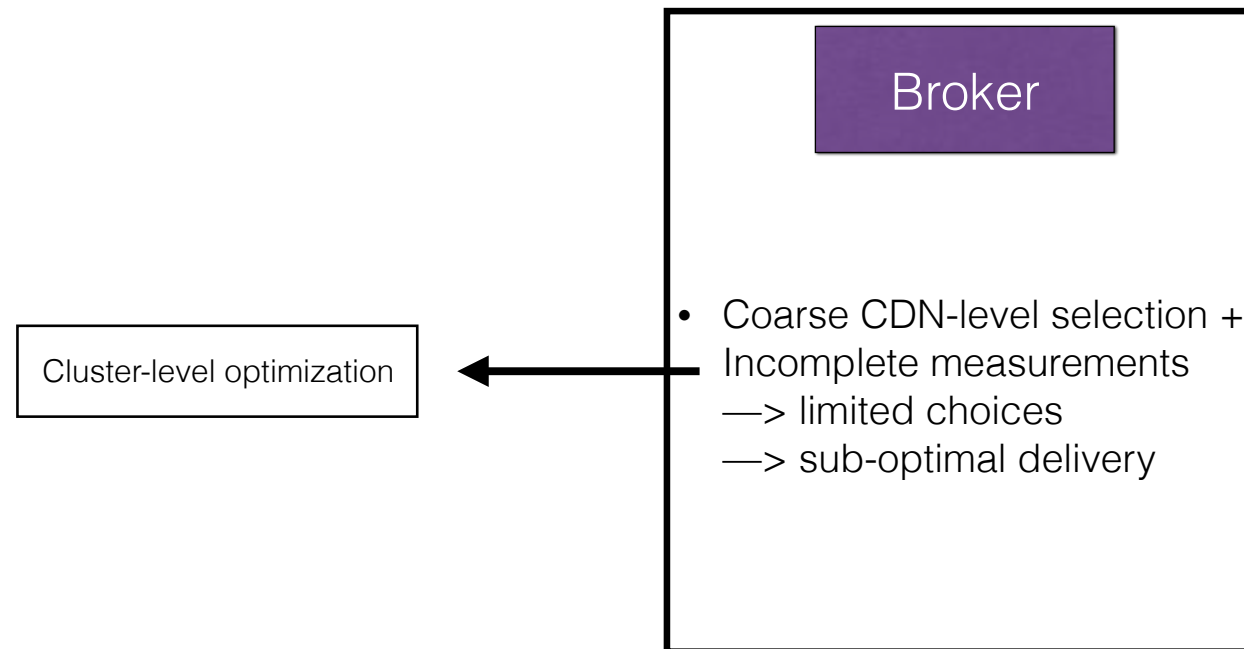 Broker
Cluster-level optimization
• Coarse CDN-level selection +
Incomplete measurements
—> limited choices
—> sub-optimal delivery